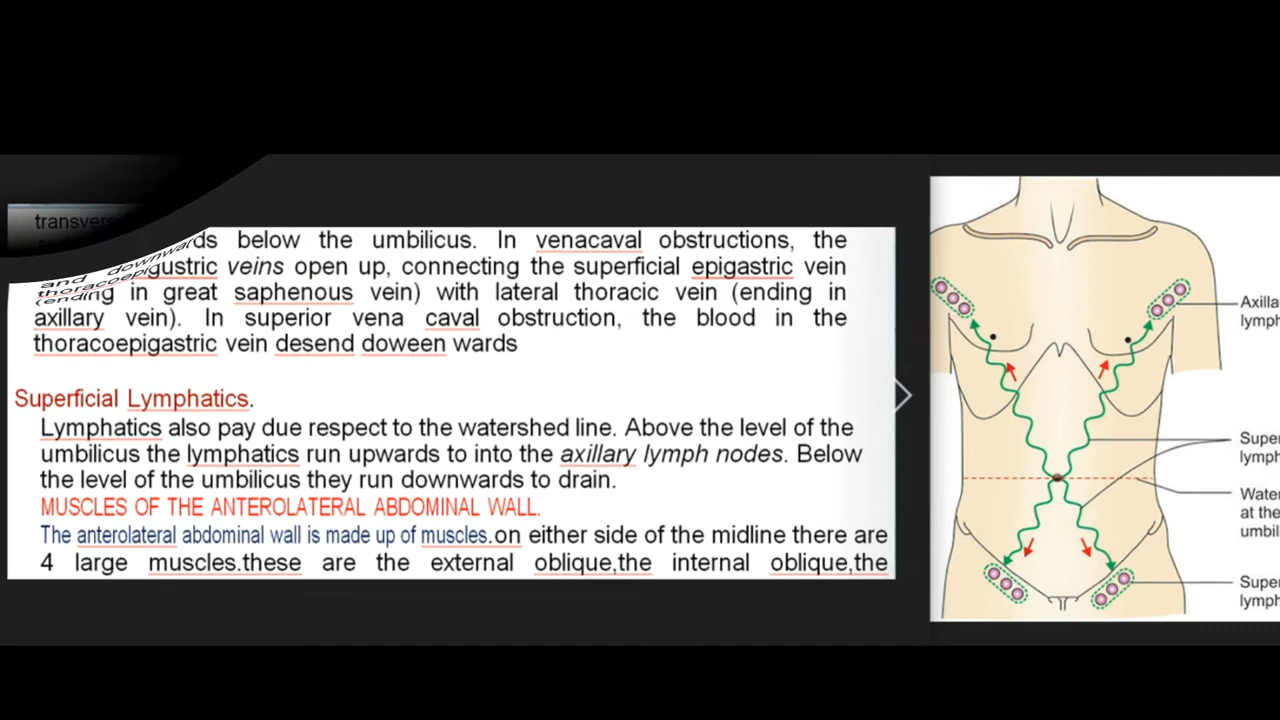 transvers
ds below the umbilicus. In venacaval obstructions, the
and downward
thoracoepigustric veins open up, connecting the superficial epigastric vein
(ending in great saphenous vein) with lateral thoracic vein (ending in
axillary vein). In superior vena caval obstruction, the blood in the
thoracoepigastric vein desend doween wards
Superficial Lymphatics.
Lymphatics also pay due respect to the watershed line. Above the level of the
umbilicus the lymphatics run upwards to into the axillary lymph nodes. Below
the level of the umbilicus they run downwards to drain.
MUSCLES OF THE ANTEROLATERAL ABDOMINAL WALL.
The anterolateral abdominal wall is made up of muscles.on either side of the midline there are
4 large muscles.these are the external oblique,the internal oblique,the
Axilla
lymph
Super
lymph
Water
at the
umbili
Super
lymph